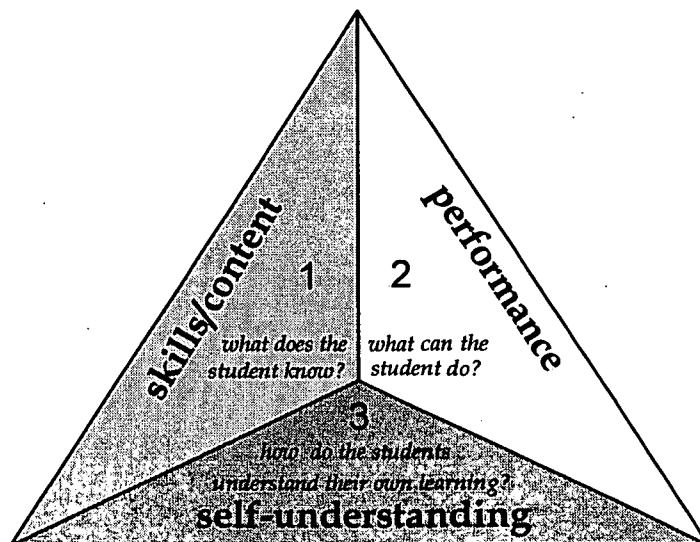 skills/content
1
what does the
student know?
performance
2
what can the
student do?
3
how do the students
understand their own learning?
self-understanding